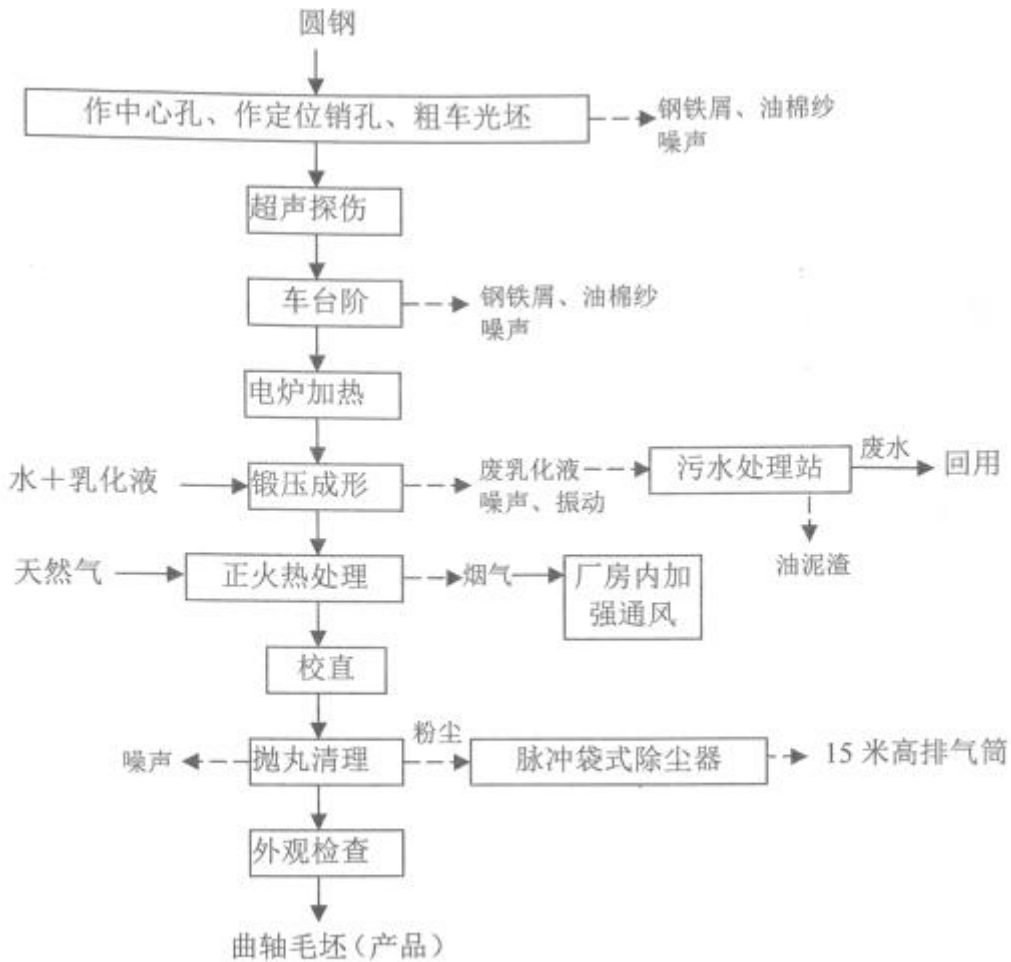 圆钢
作中心孔、作定位销孔、粗车光坯
钢铁屑、油棉纱
噪声
超声探伤
车台阶
钢铁屑、油棉纱
噪声
电炉加热
水＋乳化液
锻压成形
废乳化液
噪声、振动
污水处理站
废水
回用
油泥渣
天然气
正火热处理
烟气
厂房内加
强通风
校直
噪声
抛丸清理
粉尘
脉冲袋式除尘器
15 米高排气筒
外观检查
曲轴毛坯（产品）